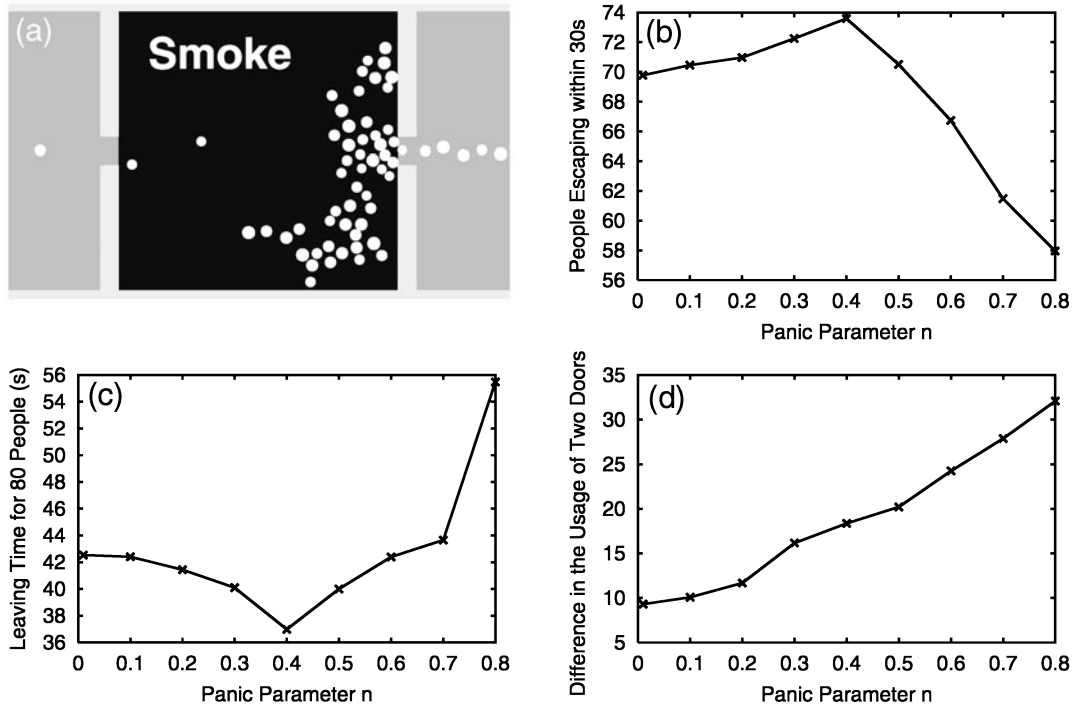 (a)
Smoke
(b)
People Escaping within 30s
74
72
70
68
66
64
62
60
58
56
0 0.1 0.2 0.3 0.4 0.5 0.6 0.7 0.8
Panic Parameter n
(c)
Leaving Time for 80 People (s)
56
54
52
50
48
46
44
42
40
38
36
0 0.1 0.2 0.3 0.4 0.5 0.6 0.7 0.8
Panic Parameter n
(d)
Difference in the Usage of Two Doors
35
30
25
20
15
10
5
0 0.1 0.2 0.3 0.4 0.5 0.6 0.7 0.8
Panic Parameter n